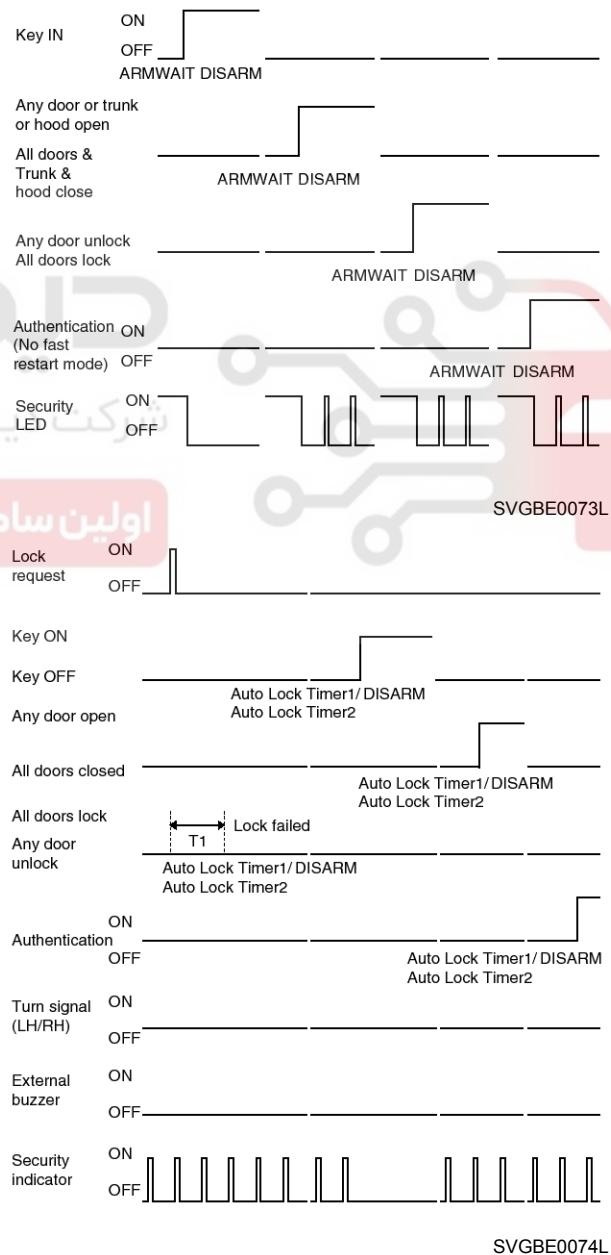 Key IN
ON
OFF
ARMWAIT DISARM
Any door or trunk
or hood open
All doors &
Trunk &
hood close
ARMWAIT DISARM
Any door unlock
All doors lock
ARMWAIT DISARM
Authentication
(No fast
restart mode)
ON
OFF
ARMWAIT DISARM
Security
LED
ON
OFF
شرکت
اولین
SVGBE0073L
Lock
request
ON
OFF
Key ON
Key OFF
Auto Lock Timer1/DISARM
Auto Lock Timer2
Any door open
All doors closed
Auto Lock Timer1/DISARM
Auto Lock Timer2
All doors lock
Any door
unlock
T1
Lock failed
Auto Lock Timer1/DISARM
Auto Lock Timer2
Authentication
ON
OFF
Auto Lock Timer1/DISARM
Auto Lock Timer2
Turn signal
(LH/RH)
ON
OFF
External
buzzer
ON
OFF
Security
indicator
ON
OFF
SVGBE0074L